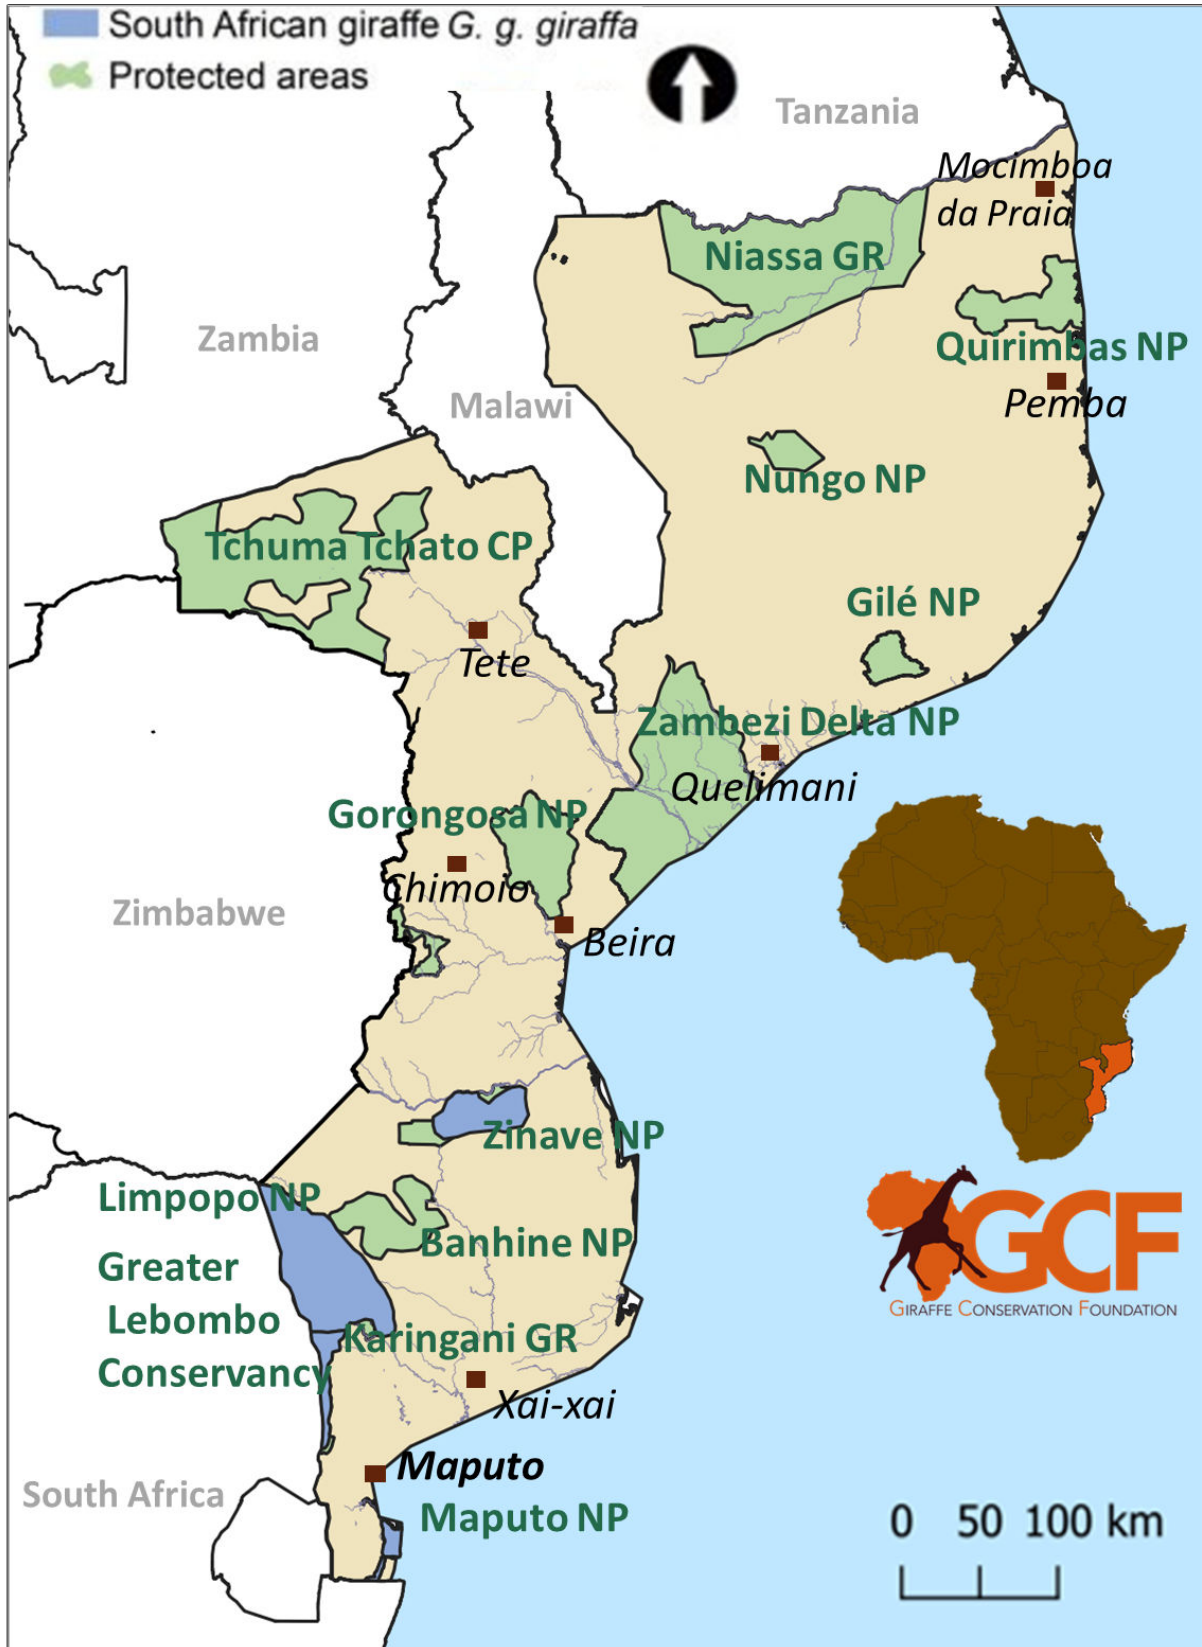 South African giraffe G. g. giraffa
Protected areas
Tanzania
Mocimboa
da Praia
Niassa GR
Zambia
Quirimbas NP
Malawi
Pemba
Nungo NP
Tchuma Tchato CP
Gilé NP
Tete
Zambezi Delta NP
Quelimani
Gorongosa NP
Chimoio
Zimbabwe
Beira
Zinave NP
Limpopo NP
Banhine NP
Greater
Lebombo
Conservancy
Karingani GR
Xai-xai
Maputo
South Africa
Maputo NP
GCF
GIRAFFE CONSERVATION FOUNDATION
0 50 100 km